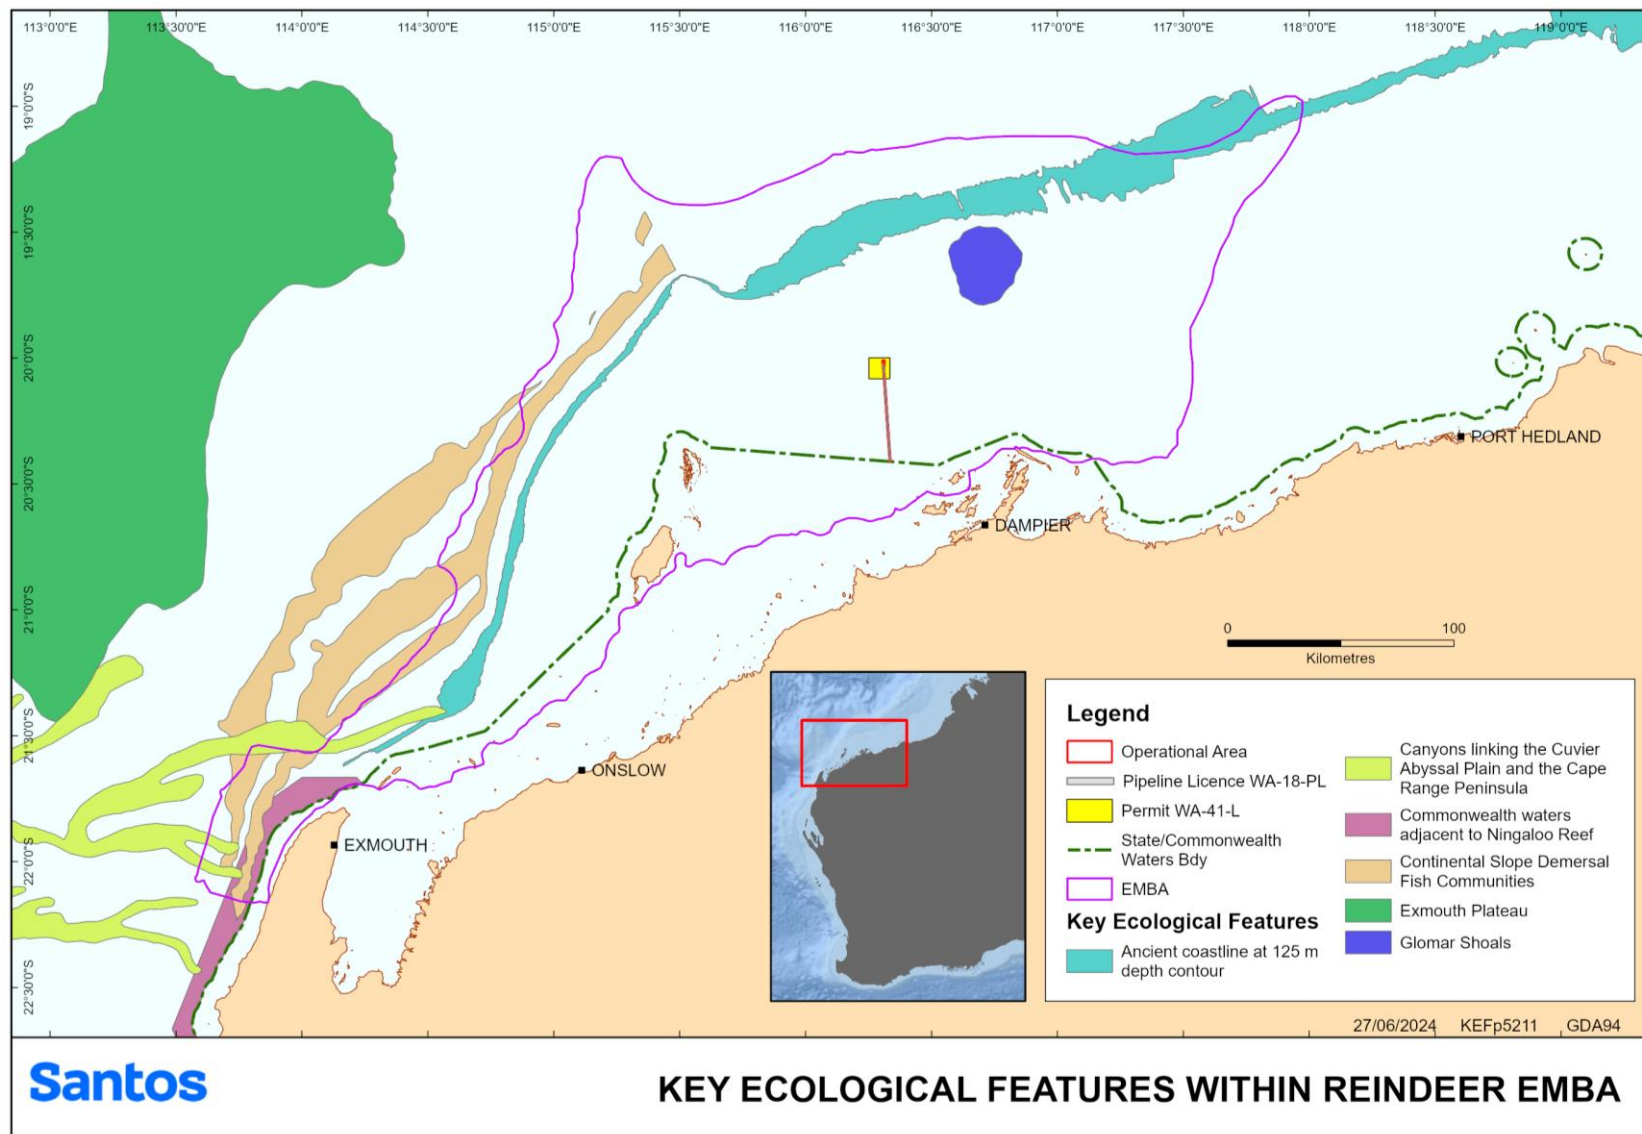 113°0'0"E
113°30'0"E
114°0'0"E
114°30'0"E
115°0'0"E
115°30'0"E
116°0'0"E
116°30'0"E
117°0'0"E
117°30'0"E
118°0'0"E
118°30'0"E
119°0'0"E
19°0'0"S
19°30'0"S
20°0'0"S
20°30'0"S
21°0'0"S
21°30'0"S
22°0'0"S
22°30'0"S
PORT HEDLAND
DAMPIER
ONSLOW
EXMOUTH
0 100
Kilometres
Legend
Operational Area
Pipeline Licence WA-18-PL
Permit WA-41-L
State/Commonwealth
Waters Bdy
EMBA
Key Ecological Features
Ancient coastline at 125 m
depth contour
Canyons linking the Cuvier
Abyssal Plain and the Cape
Range Peninsula
Commonwealth waters
adjacent to Ningaloo Reef
Continental Slope Demersal
Fish Communities
Exmouth Plateau
Glomar Shoals
27/06/2024 KEFp5211 GDA94
Santos
KEY ECOLOGICAL FEATURES WITHIN REINDEER EMBA